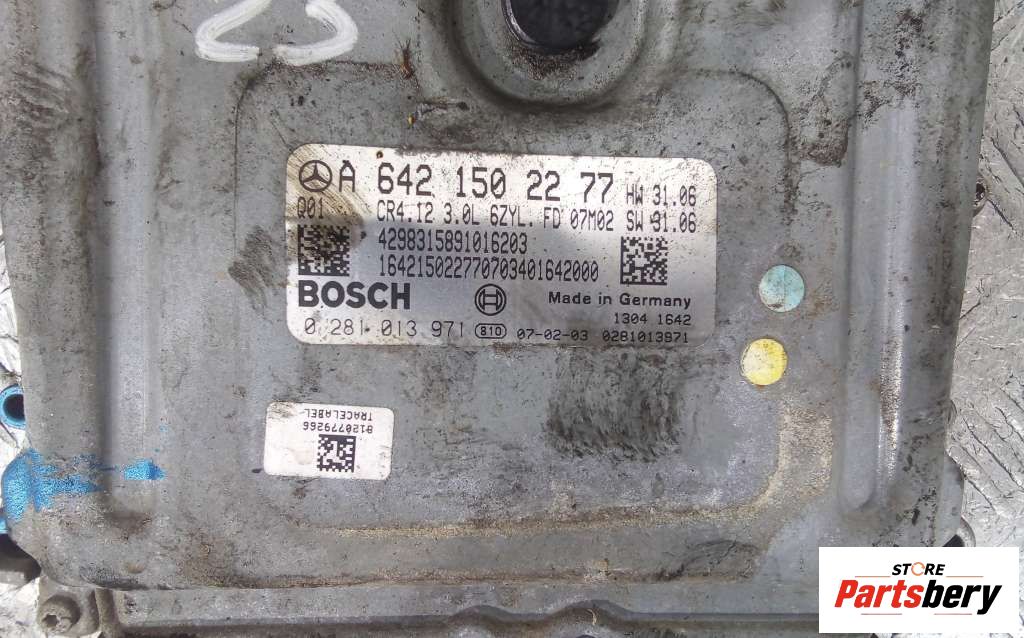 23
A 642 150 22 77 HW 31.06
Q01 CR4.12 3.0L 6ZYL. FD 07M02 SW 31.06
4298315891016203
164215022770703401642000
BOSCH Made in Germany
1304 1642
0 281 013 971 810 07-02-03 0281013971
8120779266
TRACELABEL
STORE
Partsbery